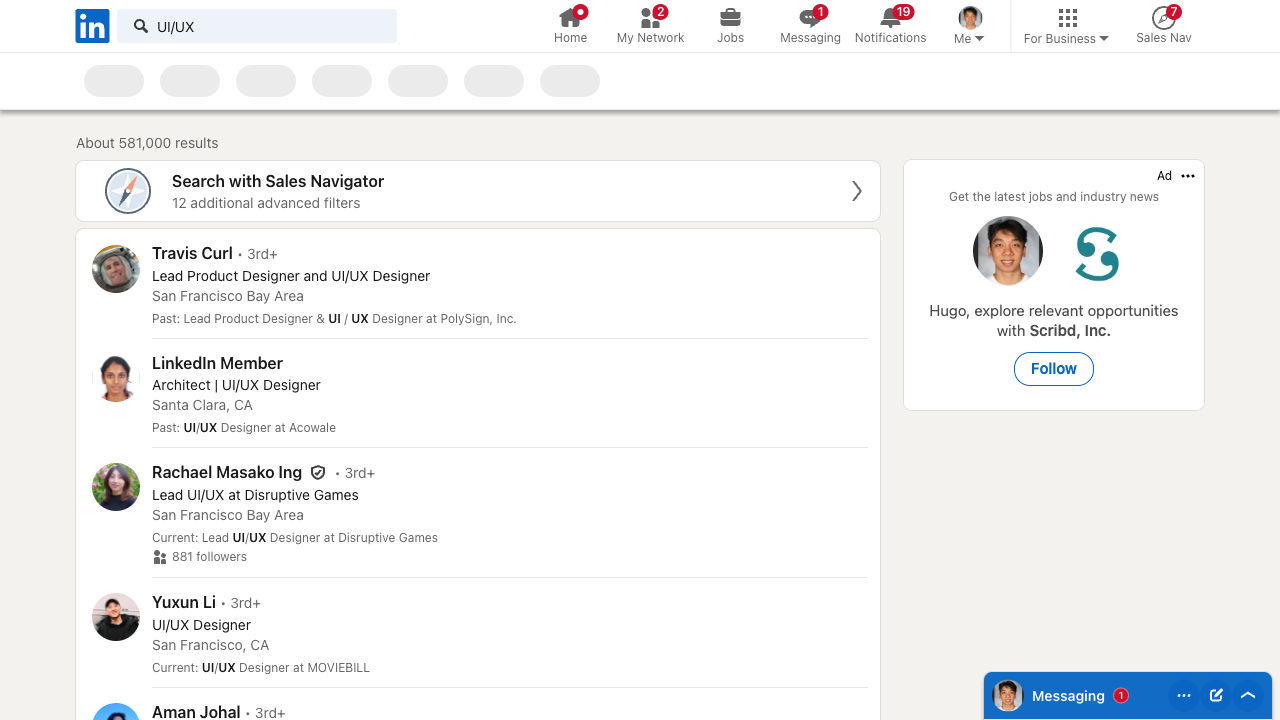 in
UI/UX
Home
2
My Network
Jobs
1
Messaging
19
Notifications
Me
For Business
7
Sales Nav
About 581,000 results
Search with Sales Navigator
12 additional advanced filters
Travis Curl • 3rd+
Lead Product Designer and UI/UX Designer
San Francisco Bay Area
Past: Lead Product Designer & UI / UX Designer at PolySign, Inc.
LinkedIn Member
Architect | UI/UX Designer
Santa Clara, CA
Past: UI/UX Designer at Acowale
Rachael Masako Ing • 3rd+
Lead UI/UX at Disruptive Games
San Francisco Bay Area
Current: Lead UI/UX Designer at Disruptive Games
881 followers
Yuxun Li • 3rd+
UI/UX Designer
San Francisco, CA
Current: UI/UX Designer at MOVIEBILL
Aman Johal • 3rd+
Ad
Get the latest jobs and industry news
Hugo, explore relevant opportunities
with Scribd, Inc.
Follow
Messaging 1